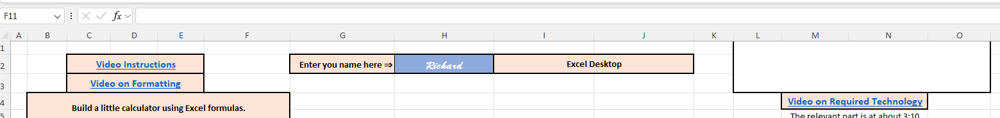 F11 fx
A B C D E F G H I J K L M N O
1
2 Video Instructions Enter you name here ⇒ Richard Excel Desktop
3 Video on Formatting
4 Build a little calculator using Excel formulas. Video on Required Technology
5 The relevant part is at about 3:10